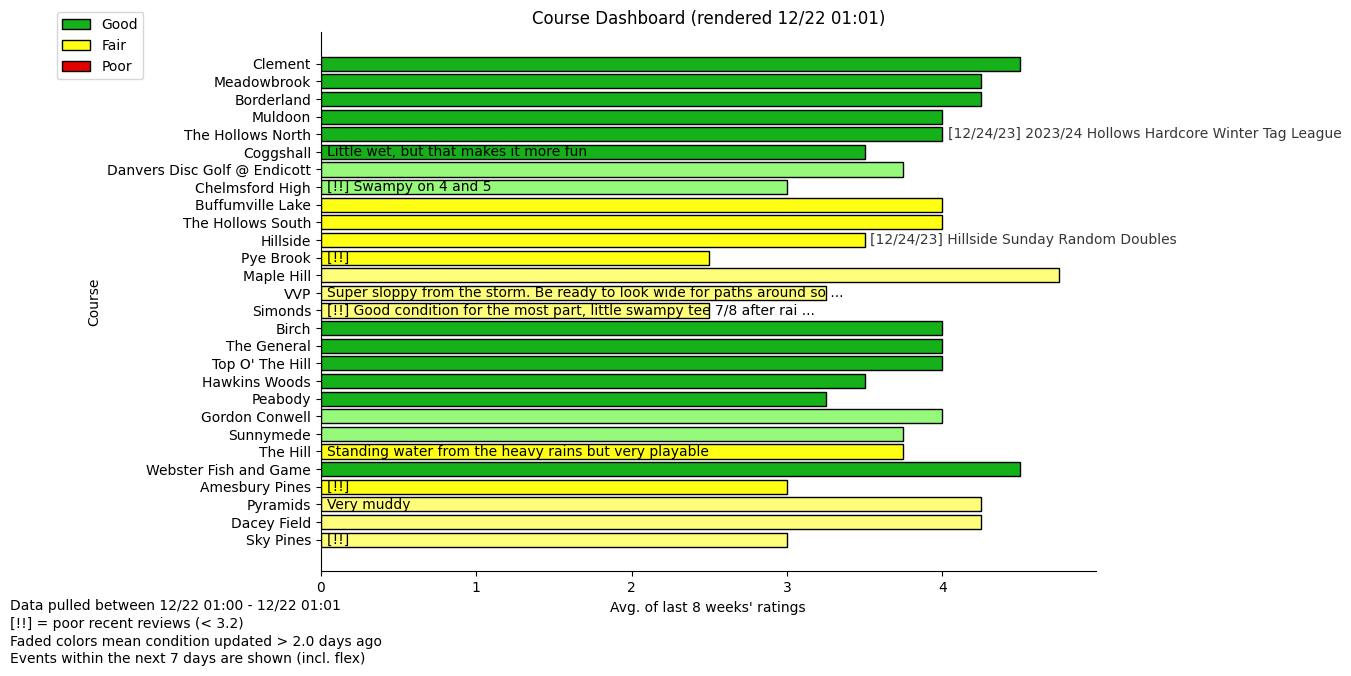 Course Dashboard (rendered 12/22 01:01)
Good
Fair
Poor
Course
Clement
Meadowbrook
Borderland
Muldoon
The Hollows North [12/24/23] 2023/24 Hollows Hardcore Winter Tag League
Coggshall Little wet, but that makes it more fun
Danvers Disc Golf @ Endicott
Chelmsford High [!!] Swampy on 4 and 5
Buffumville Lake
The Hollows South
Hillside [12/24/23] Hillside Sunday Random Doubles
Pye Brook [!!]
Maple Hill
VVP Super sloppy from the storm. Be ready to look wide for paths around so ...
Simonds [!!] Good condition for the most part, little swampy tee 7/8 after rai ...
Birch
The General
Top O' The Hill
Hawkins Woods
Peabody
Gordon Conwell
Sunnymede
The Hill Standing water from the heavy rains but very playable
Webster Fish and Game
Amesbury Pines [!!]
Pyramids Very muddy
Dacey Field
Sky Pines [!!]
0 1 2 3 4
Avg. of last 8 weeks' ratings
Data pulled between 12/22 01:00 - 12/22 01:01
[!!] = poor recent reviews (< 3.2)
Faded colors mean condition updated > 2.0 days ago
Events within the next 7 days are shown (incl. flex)